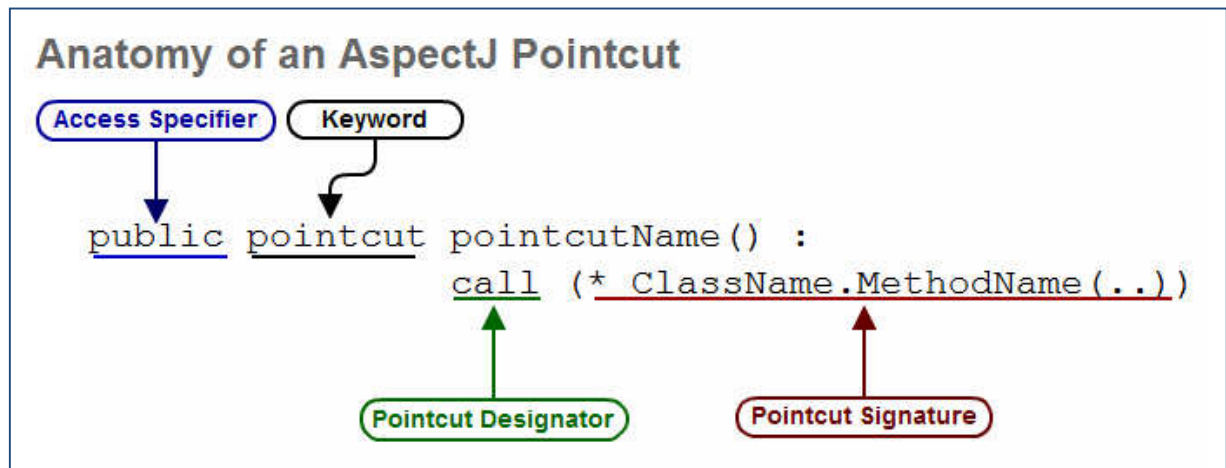 Anatomy of an AspectJ Pointcut
Access Specifier Keyword
public pointcut pointcutName() :
call (* ClassName.MethodName(..))
Pointcut Designator Pointcut Signature